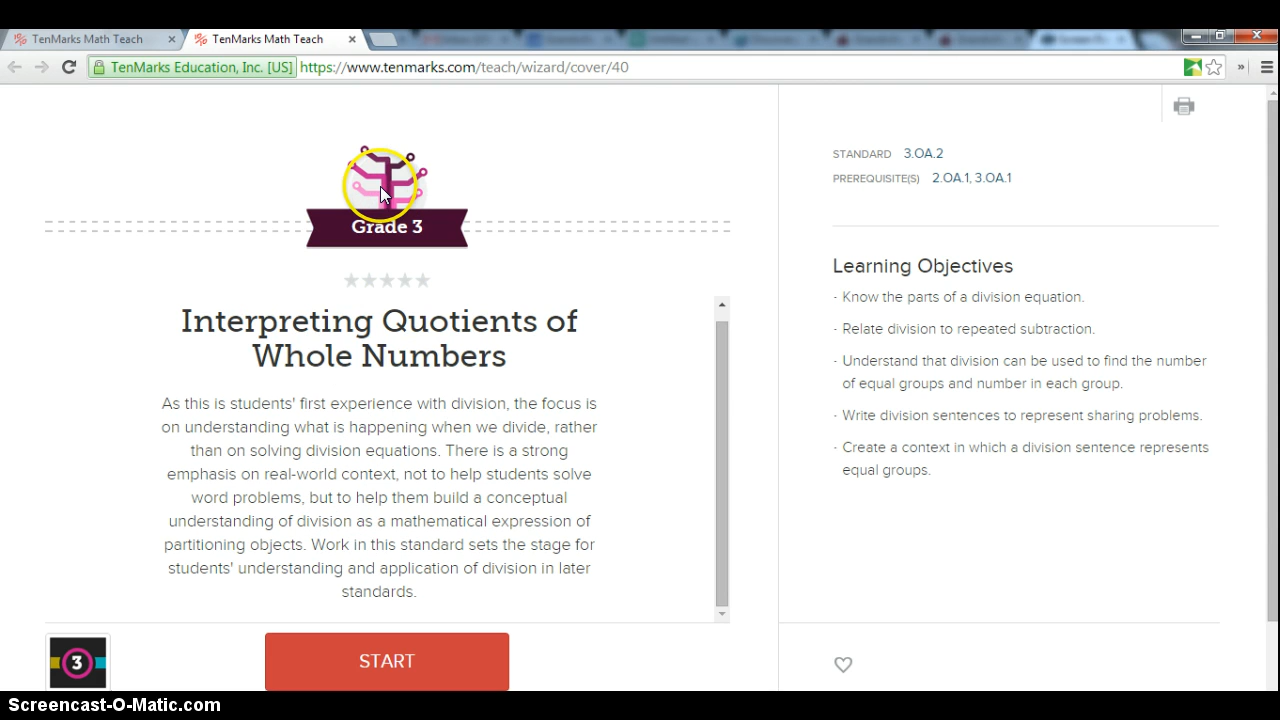 TenMarks Math Teach
TenMarks Math Teach
TenMarks Education, Inc. [US]
https://www.tenmarks.com/teach/wizard/cover/40
Grade 3
Interpreting Quotients of
Whole Numbers
As this is students' first experience with division, the focus is
on understanding what is happening when we divide, rather
than on solving division equations. There is a strong
emphasis on real-world context, not to help students solve
word problems, but to help them build a conceptual
understanding of division as a mathematical expression of
partitioning objects. Work in this standard sets the stage for
students' understanding and application of division in later
standards.
3
START
STANDARD 3.OA.2
PREREQUISITE(S) 2.OA.1, 3.OA.1
Learning Objectives
- Know the parts of a division equation.
- Relate division to repeated subtraction.
- Understand that division can be used to find the number
of equal groups and number in each group.
- Write division sentences to represent sharing problems.
- Create a context in which a division sentence represents
equal groups.
Screencast-O-Matic.com